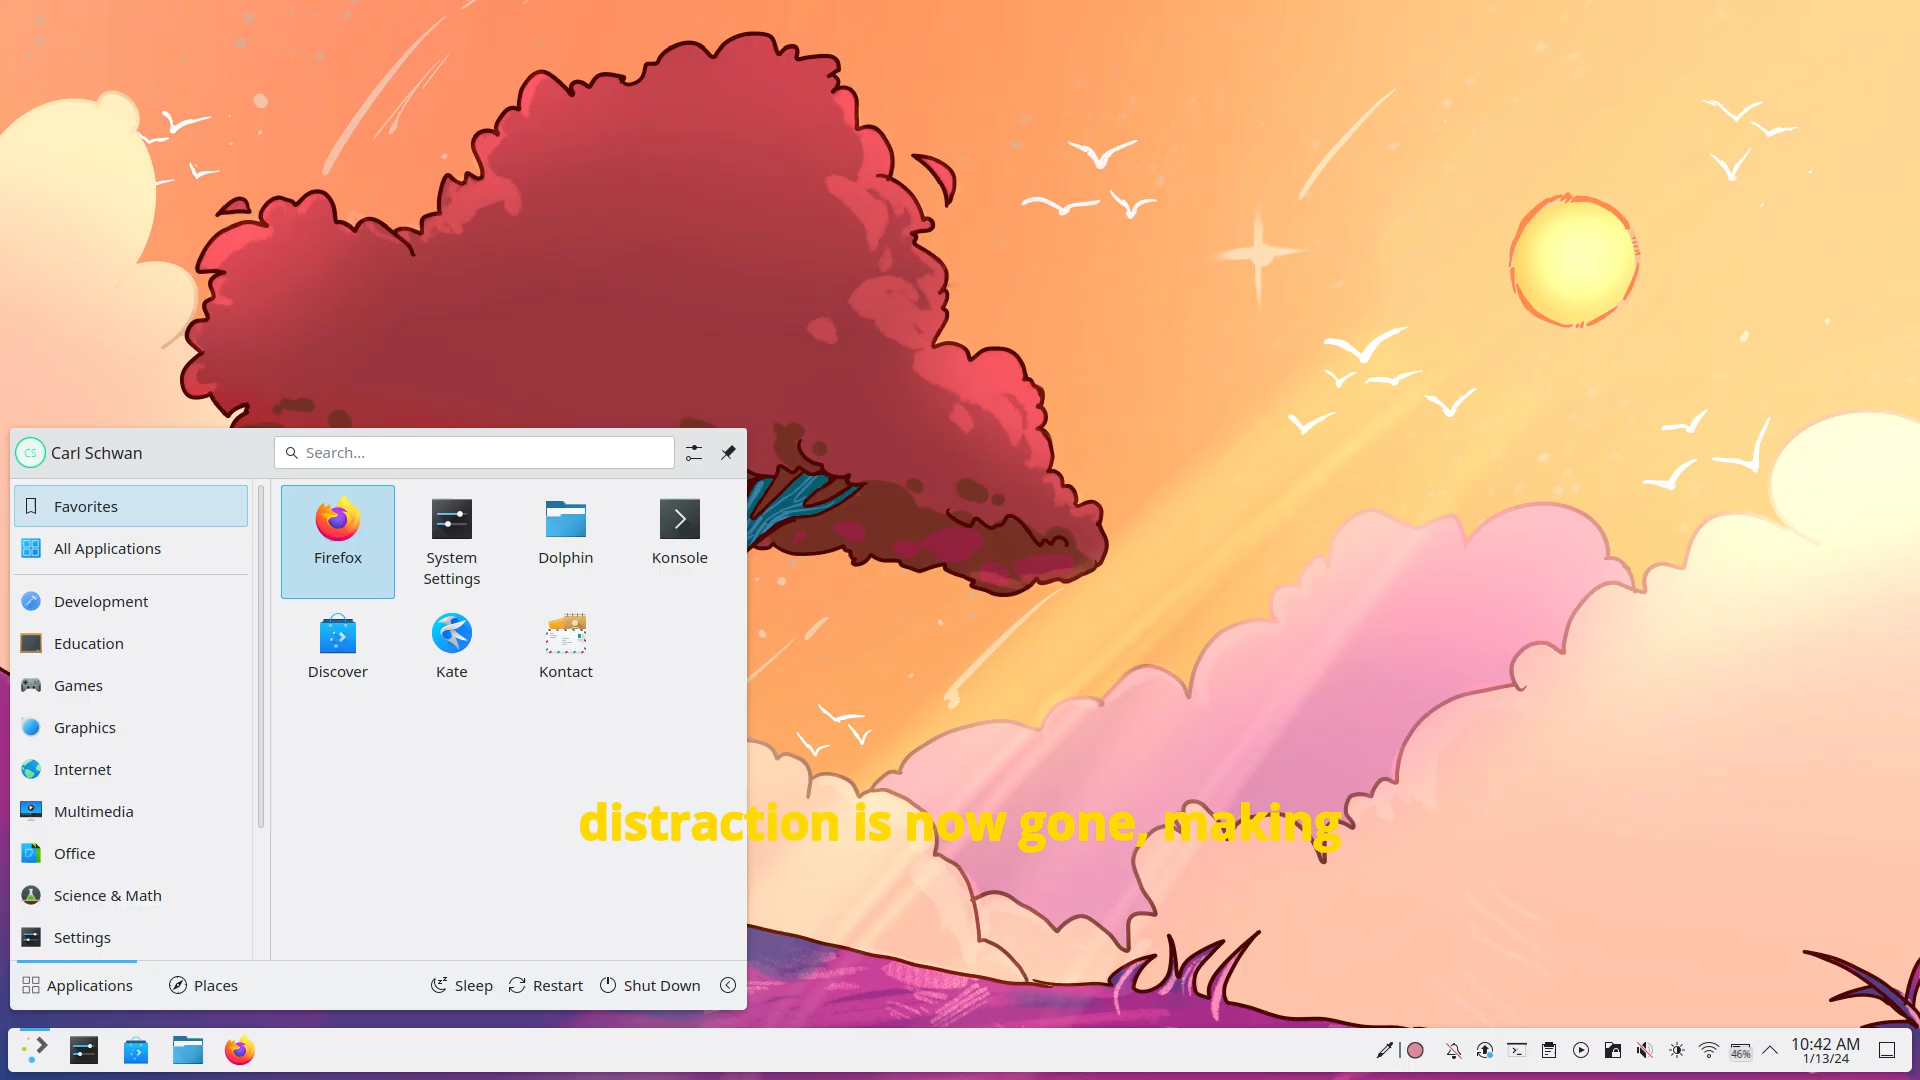 CS Carl Schwan
Search...
Favorites
All Applications
Development
Education
Games
Graphics
Internet
Multimedia
Office
Science & Math
Settings
Firefox
System
Settings
Dolphin
Konsole
Discover
Kate
Kontact
distraction is now gone, making
Applications
Places
Sleep
Restart
Shut Down
46%
10:42 AM
1/13/24